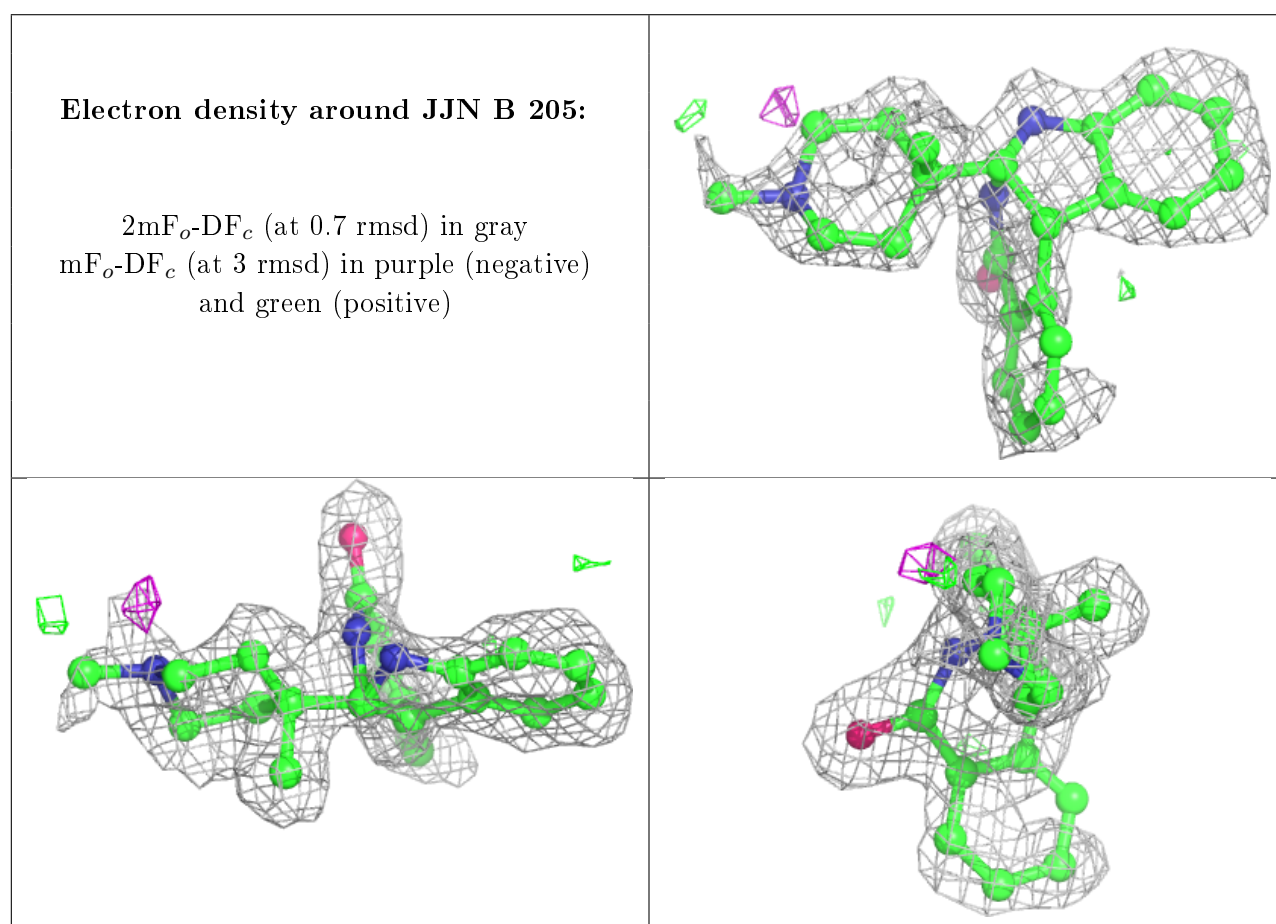 Electron density around JJN B 205:
2mFₒ-DF𝒸 (at 0.7 rmsd) in gray
mFₒ-DF𝒸 (at 3 rmsd) in purple (negative)
and green (positive)